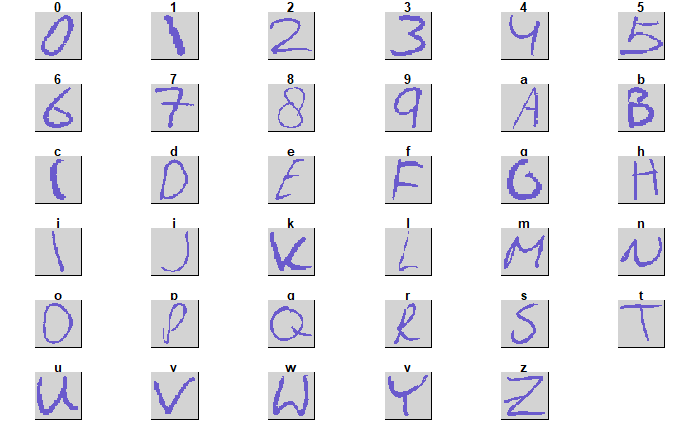 0 1 2 3 4 5
0 1 2 3 4 5
6 7 8 9 a b
6 7 8 9 A B
c d e f g h
C D E F G H
i j k l m n
I J K L M N
o p q r s t
O P Q R S T
u v w y z
U V W Y Z